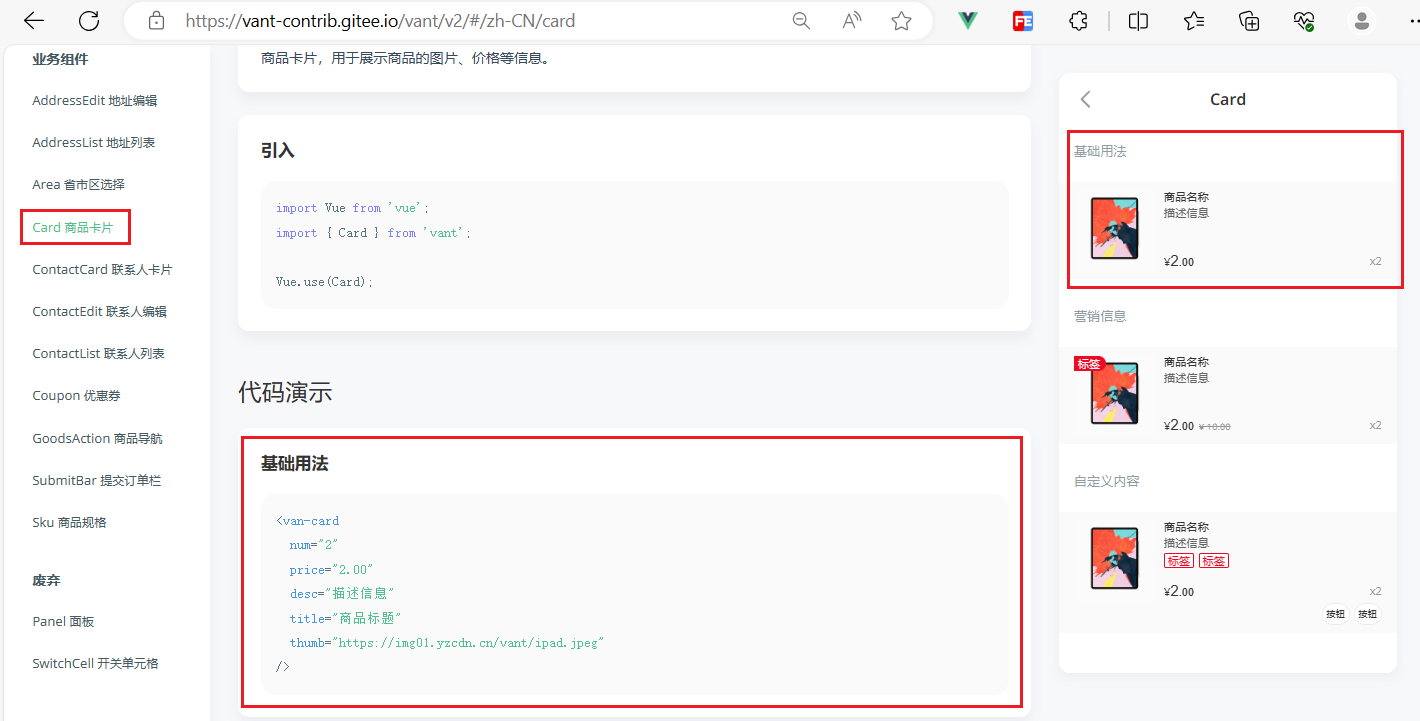 https://vant-contrib.gitee.io/vant/v2/#/zh-CN/card
业务组件
AddressEdit 地址编辑
AddressList 地址列表
Area 省市区选择
Card 商品卡片
ContactCard 联系人卡片
ContactEdit 联系人编辑
ContactList 联系人列表
Coupon 优惠券
GoodsAction 商品导航
SubmitBar 提交订单栏
Sku 商品规格
废弃
Panel 面板
SwitchCell 开关单元格
商品卡片，用于展示商品的图片、价格等信息。
引入
import Vue from 'vue';
import { Card } from 'vant';
Vue.use(Card);
代码演示
基础用法
<van-card
num="2"
price="2.00"
desc="描述信息"
title="商品标题"
thumb="https://img01.yzcdn.cn/vant/ipad.jpeg"
/>
Card
基础用法
商品名称
描述信息
¥2.00 x2
营销信息
标签
商品名称
描述信息
¥2.00 ¥ 10.00 x2
自定义内容
商品名称
描述信息
标签 标签
¥2.00 x2
按钮 按钮